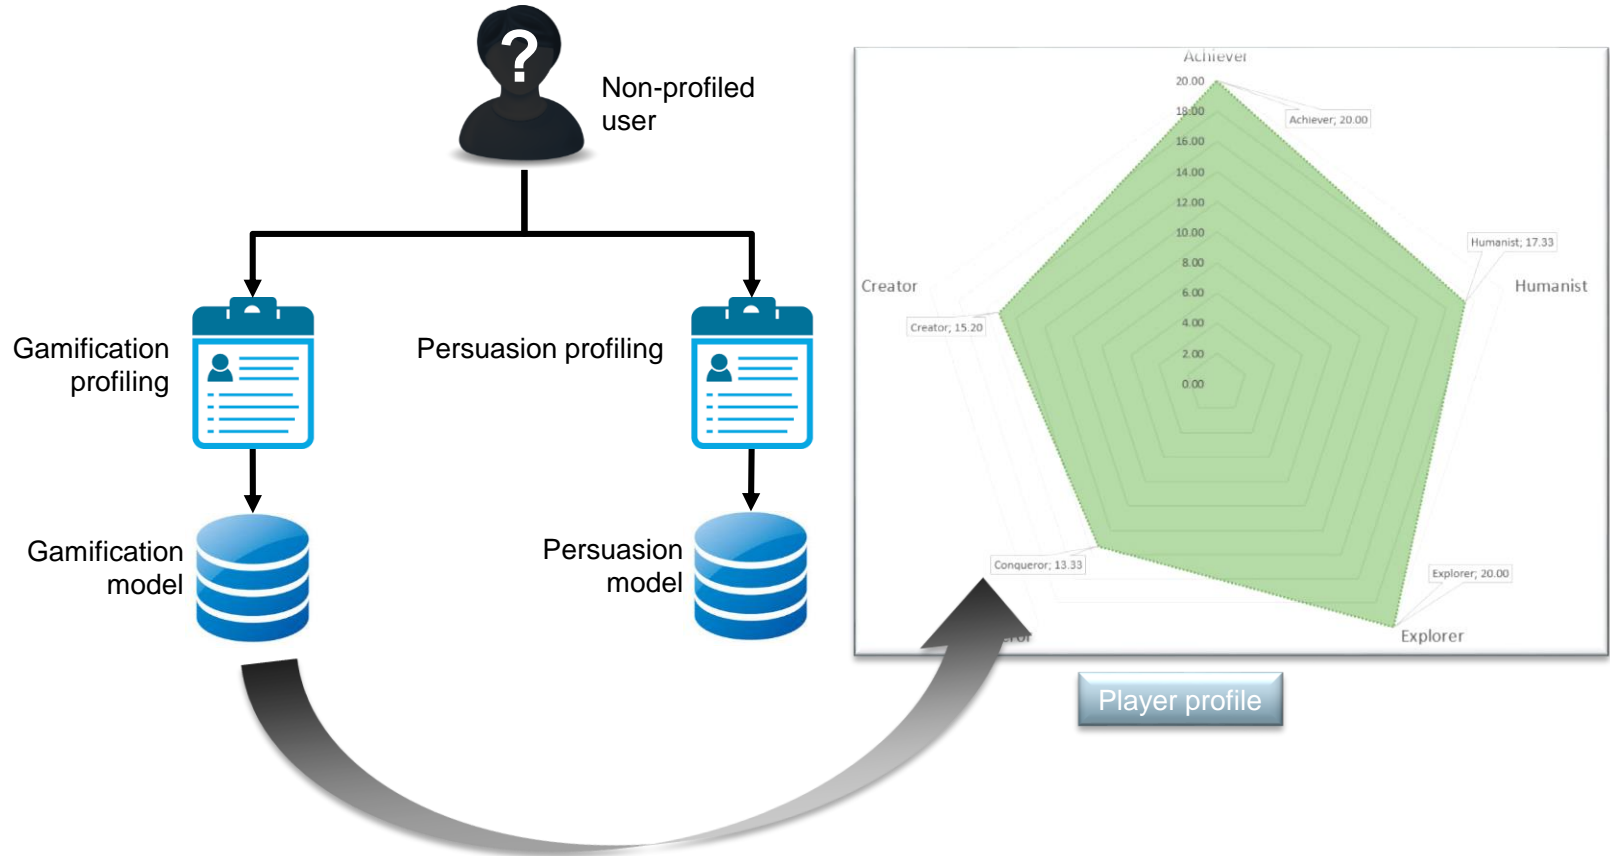 ?
Non-profiled
user
Gamification
profiling
Persuasion profiling
Gamification
model
Persuasion
model
Achiever
20.00
18.00
16.00
14.00
12.00
10.00
8.00
6.00
4.00
2.00
0.00
Achiever; 20.00
Humanist; 17.33
Humanist
Creator
Creator; 15.20
Conqueror; 13.33
Explorer; 20.00
Explorer
Player profile